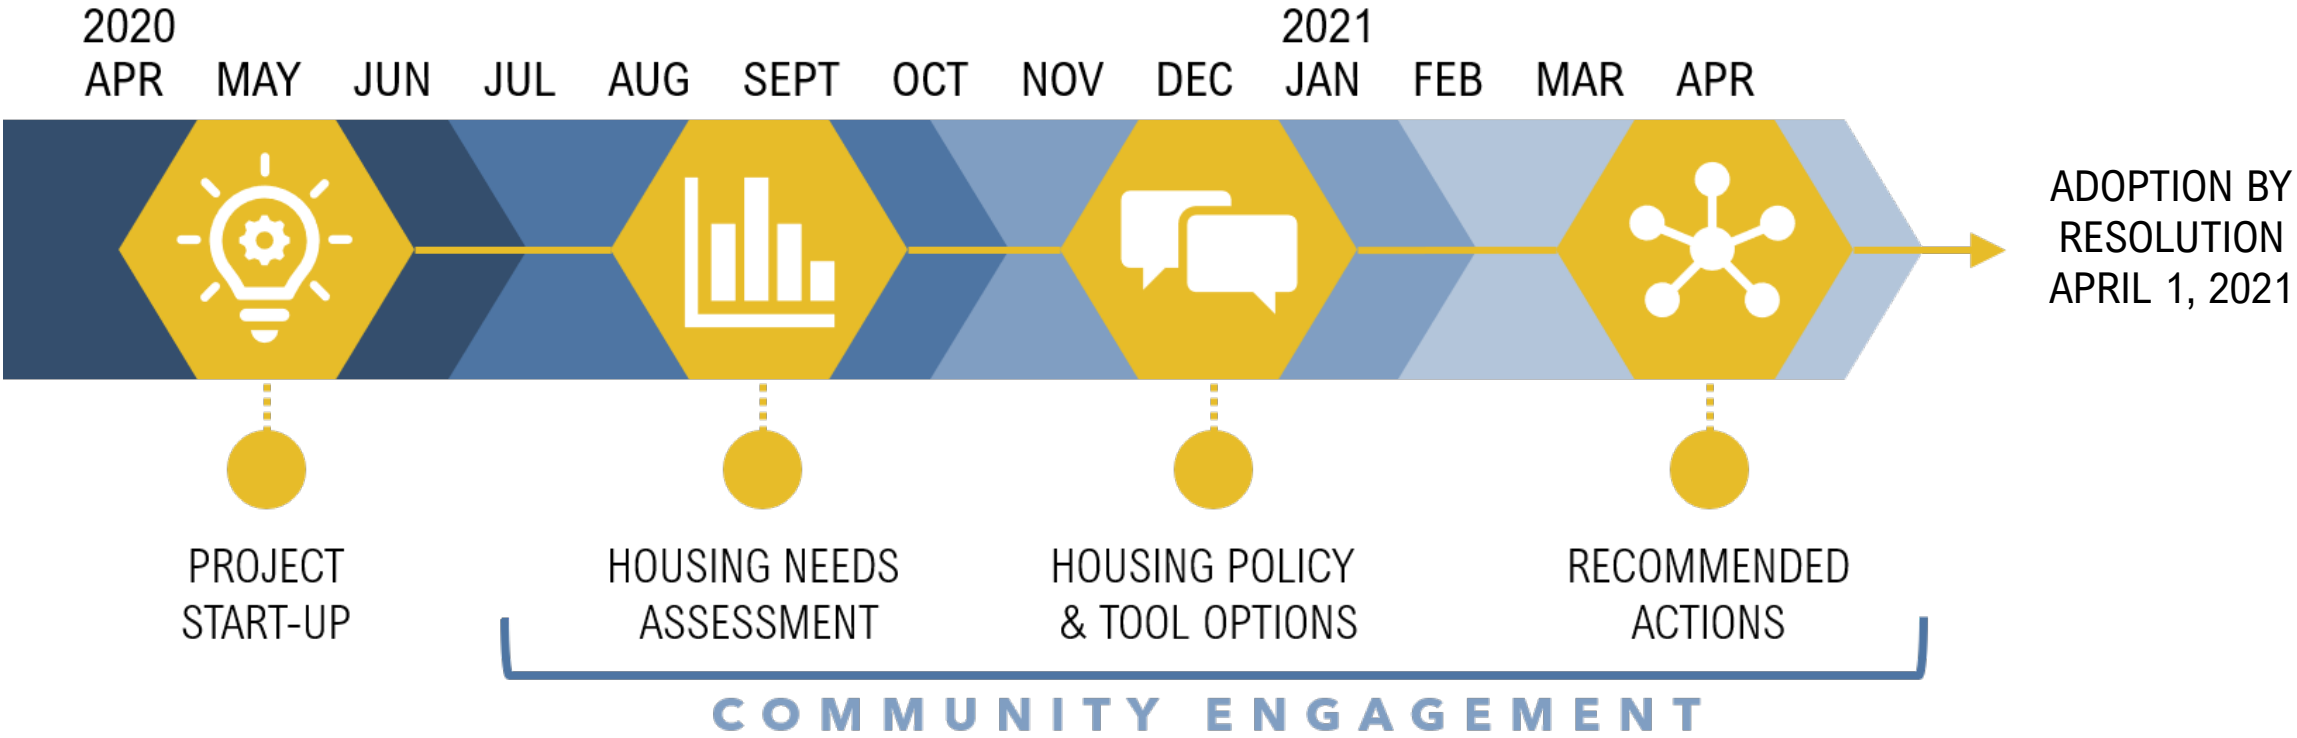 2020
2021
APR MAY JUN JUL AUG SEPT OCT NOV DEC JAN FEB MAR APR
ADOPTION BY
RESOLUTION
APRIL 1, 2021
PROJECT
START-UP
HOUSING NEEDS
ASSESSMENT
HOUSING POLICY
& TOOL OPTIONS
RECOMMENDED
ACTIONS
COMMUNITY ENGAGEMENT